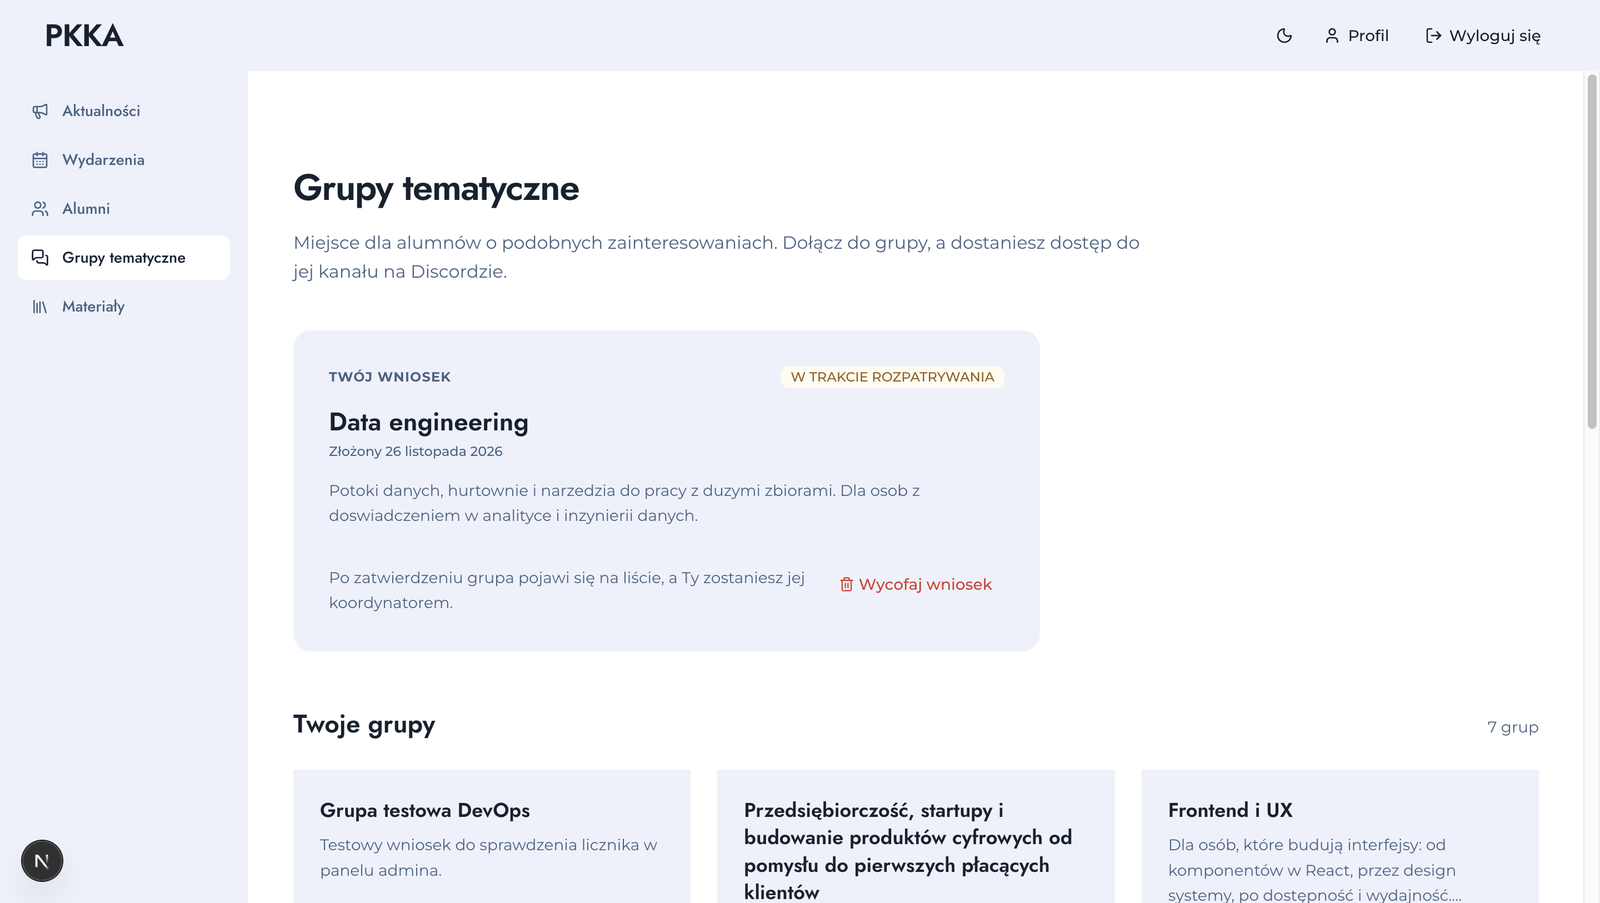 PKKA
Profil
Wyloguj się
Aktualności
Wydarzenia
Alumni
Grupy tematyczne
Materiały
Grupy tematyczne
Miejsce dla alumnów o podobnych zainteresowaniach. Dołącz do grupy, a dostaniesz dostęp do
jej kanału na Discordzie.
TWÓJ WNIOSEK
W TRAKCIE ROZPATRYWANIA
Data engineering
Złożony 26 listopada 2026
Potoki danych, hurtownie i narzedzia do pracy z duzymi zbiorami. Dla osob z
doswiadczeniem w analityce i inzynierii danych.
Po zatwierdzeniu grupa pojawi się na liście, a Ty zostaniesz jej
koordynatorem.
Wycofaj wniosek
Twoje grupy
7 grup
Grupa testowa DevOps
Testowy wniosek do sprawdzenia licznika w
panelu admina.
Przedsiębiorczość, startupy i
budowanie produktów cyfrowych od
pomysłu do pierwszych płacących
klientów
Frontend i UX
Dla osób, które budują interfejsy: od
komponentów w React, przez design
systemy, po dostępność i wydajność....
N